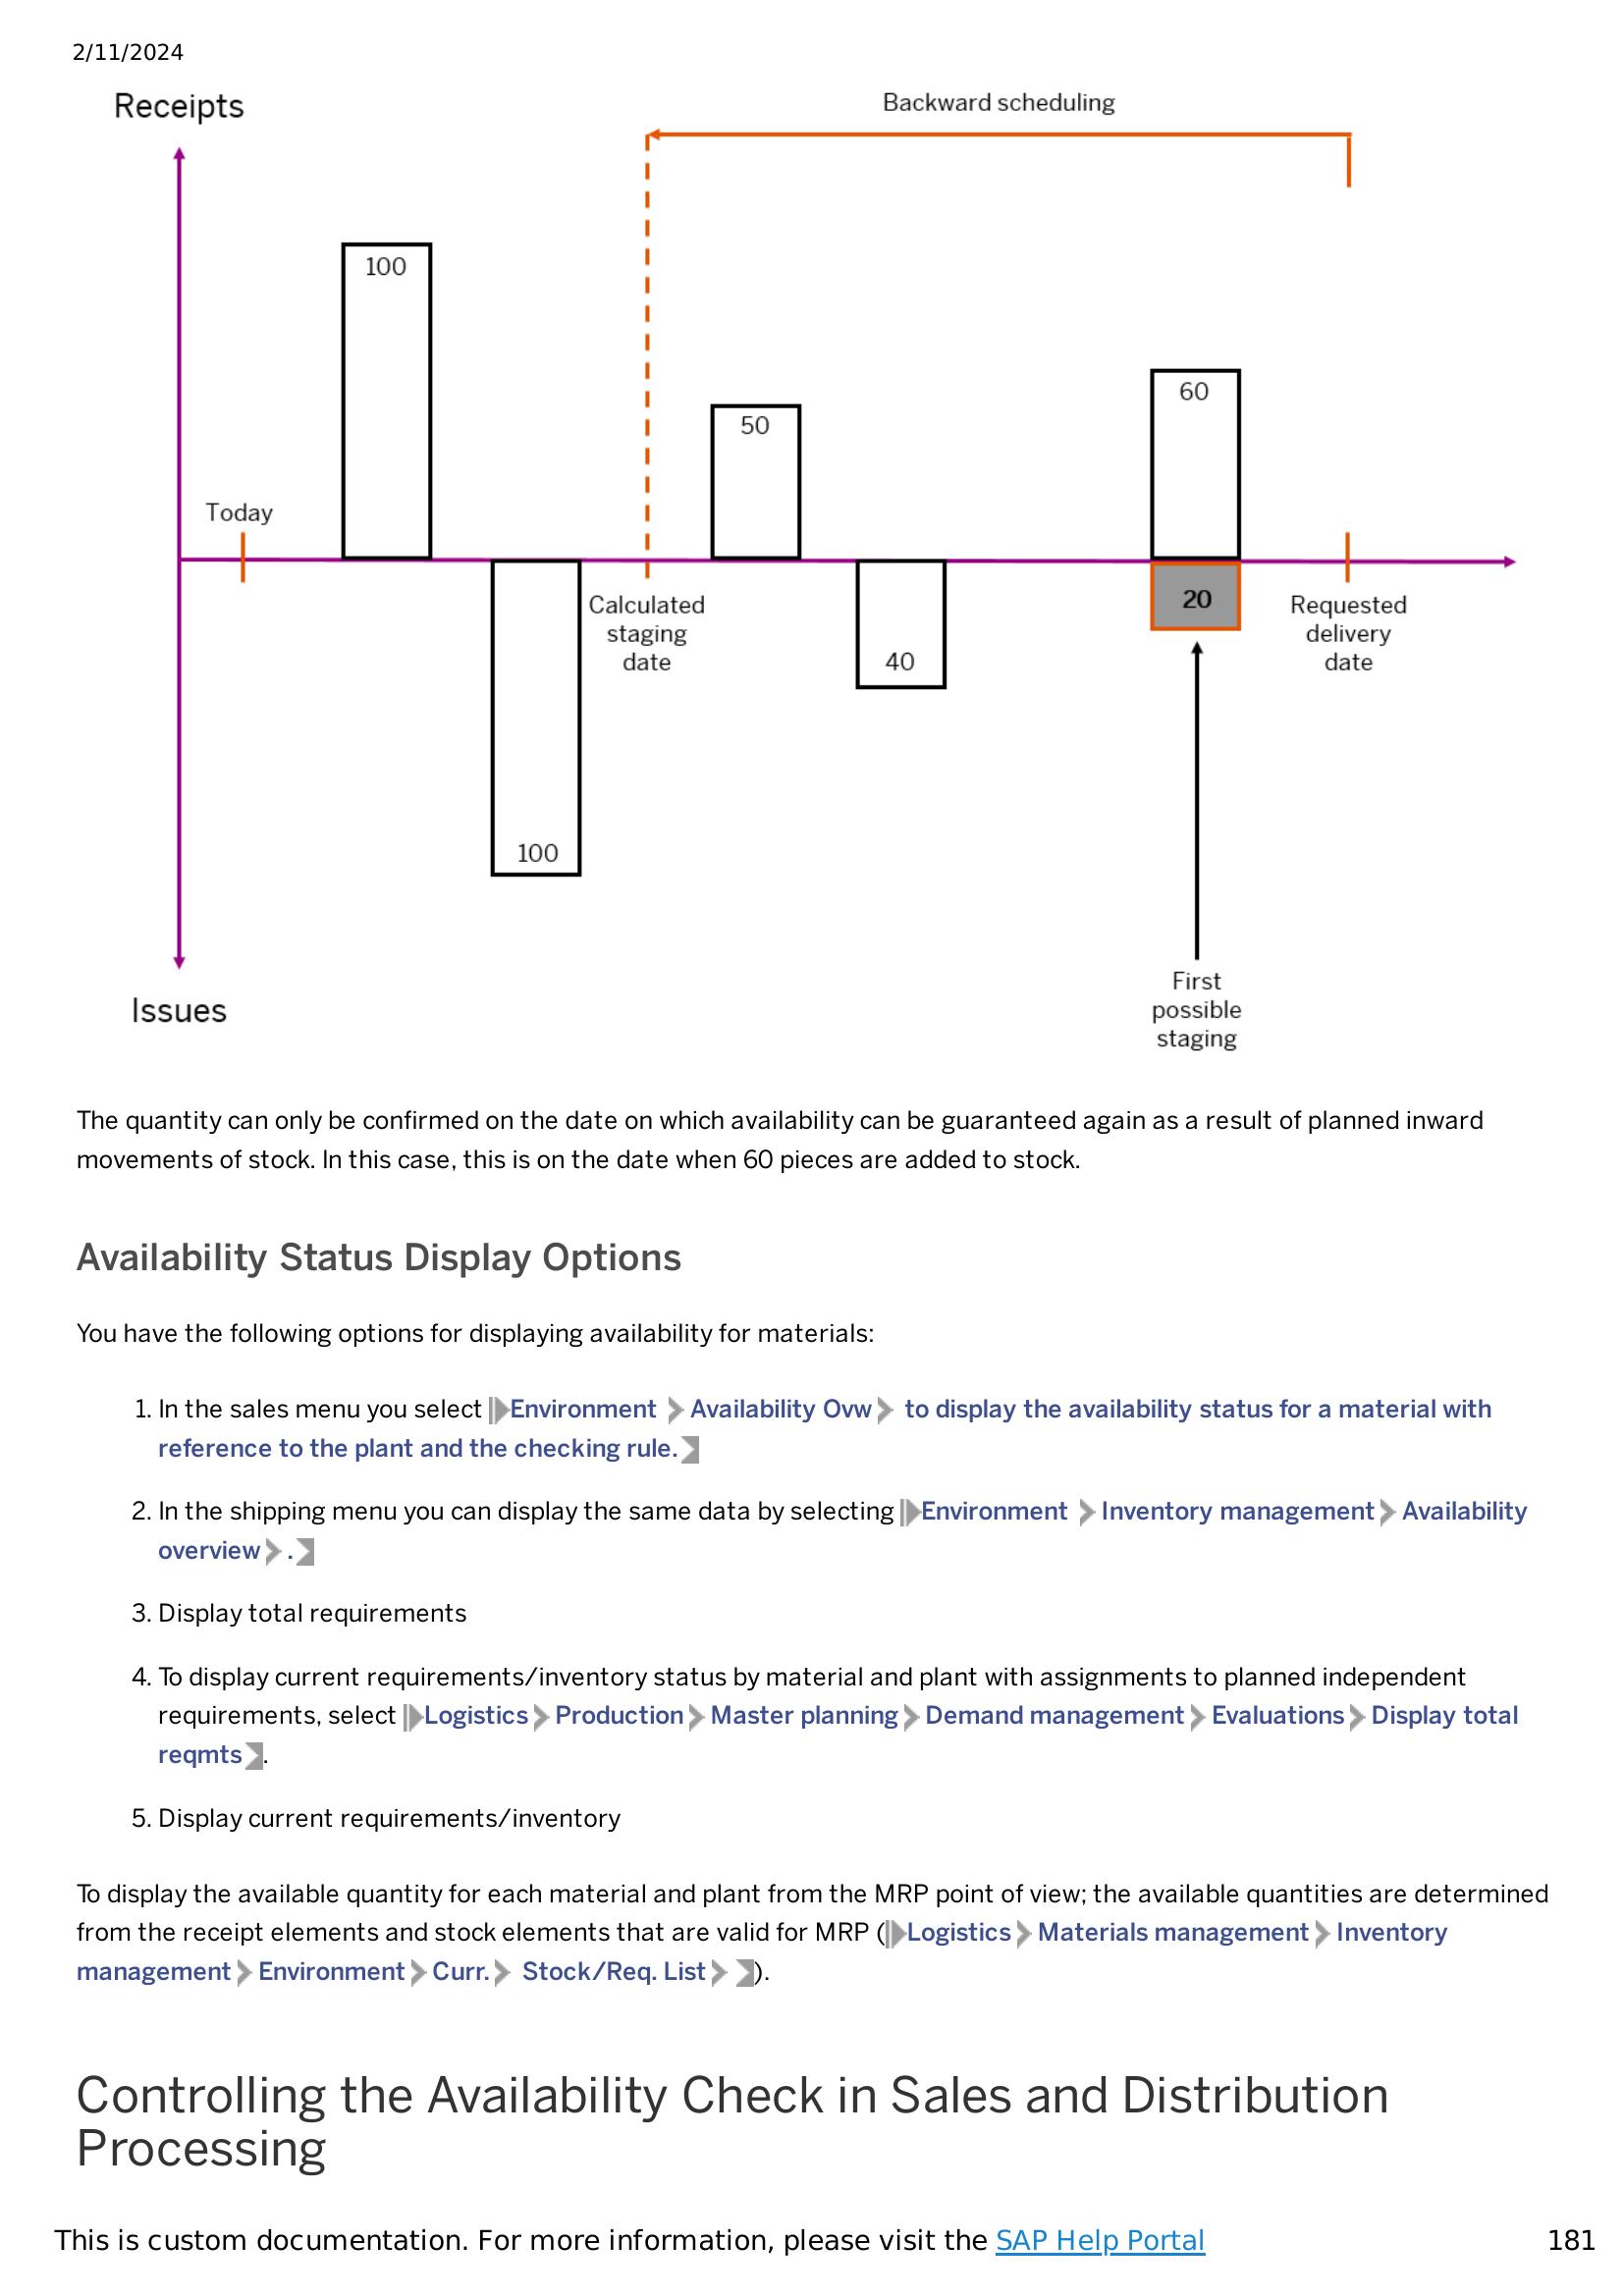 2/11/2024
Receipts
Backward scheduling
100
60
50
Today
20
Calculated
staging
date
Requested
delivery
date
40
100
First
possible
staging
Issues
The quantity can only be confirmed on the date on which availability can be guaranteed again as a result of planned inward
movements of stock. In this case, this is on the date when 60 pieces are added to stock.
Availability Status Display Options
You have the following options for displaying availability for materials:
1. In the sales menu you select Environment Availability Ovw to display the availability status for a material with
reference to the plant and the checking rule.
2. In the shipping menu you can display the same data by selecting Environment Inventory management Availability
overview .
3. Display total requirements
4. To display current requirements/inventory status by material and plant with assignments to planned independent
requirements, select Logistics Production Master planning Demand management Evaluations Display total
reqmts .
5. Display current requirements/inventory
To display the available quantity for each material and plant from the MRP point of view; the available quantities are determined
from the receipt elements and stock elements that are valid for MRP ( Logistics Materials management Inventory
management Environment Curr. Stock/Req. List ).
Controlling the Availability Check in Sales and Distribution
Processing
This is custom documentation. For more information, please visit the SAP Help Portal 181